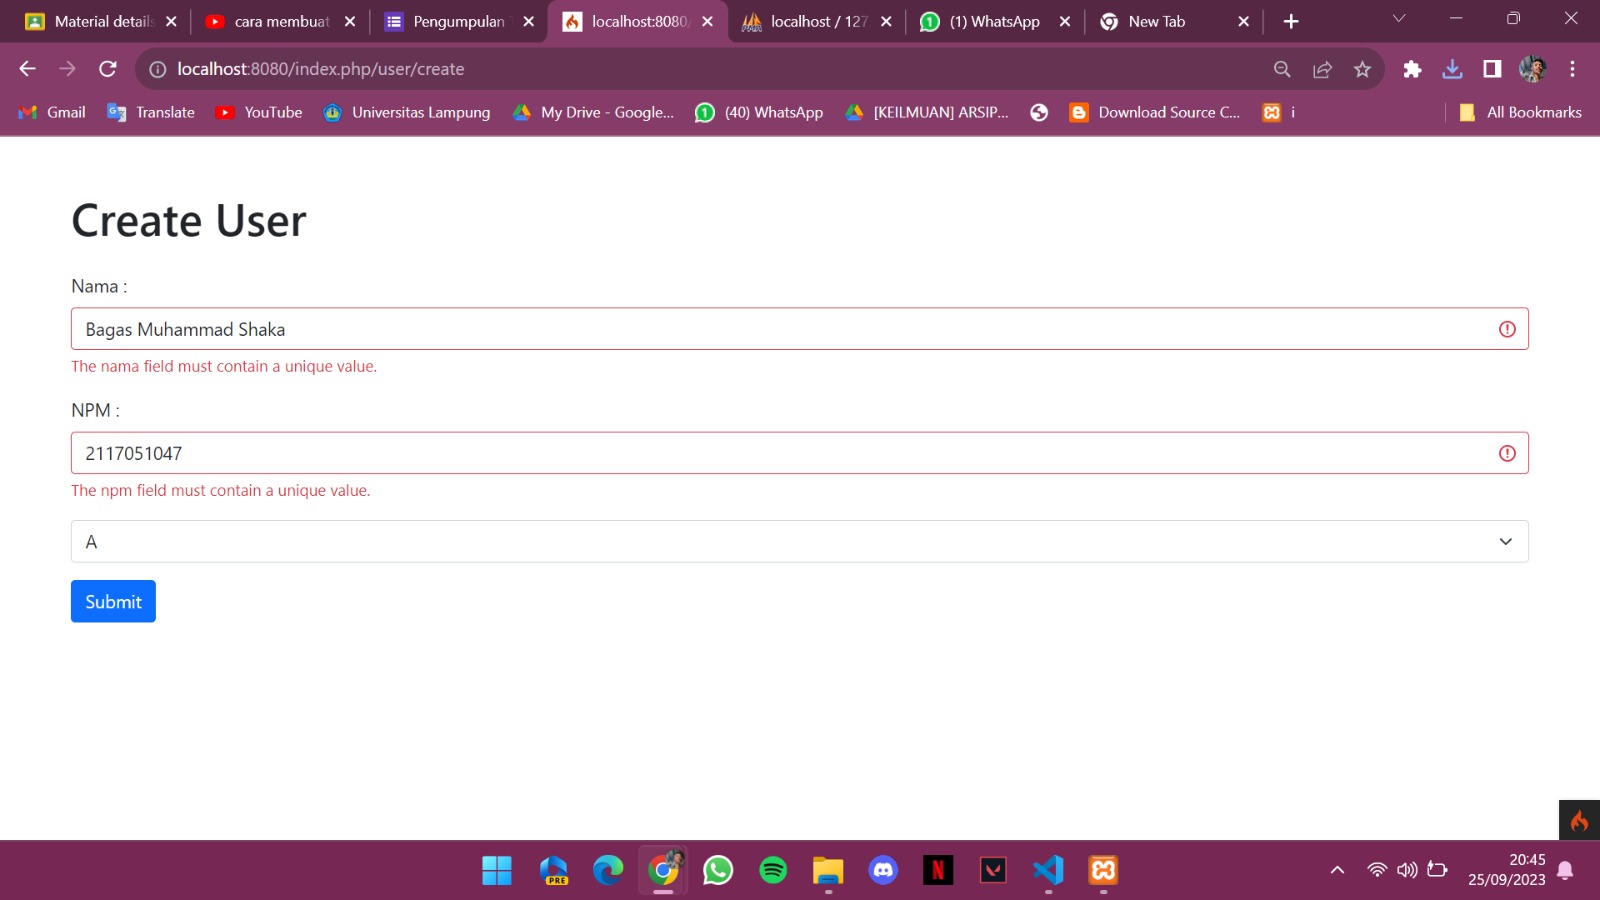 Material details
cara membuat
Pengumpulan T
localhost:8080/
localhost / 127
(1) WhatsApp
New Tab
localhost:8080/index.php/user/create
Gmail
Translate
YouTube
Universitas Lampung
My Drive - Google...
(40) WhatsApp
[KEILMUAN] ARSIP...
Download Source C...
i
All Bookmarks
Create User
Nama :
Bagas Muhammad Shaka
The nama field must contain a unique value.
NPM :
2117051047
The npm field must contain a unique value.
A
Submit
PRE
N
20:45
25/09/2023